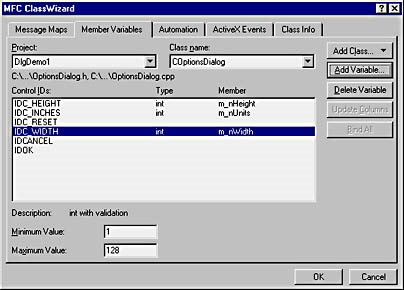 MFC ClassWizard
Message Maps Member Variables Automation ActiveX Events Class Info
Project: Class name:
DlgDemo1 COptionsDialog
Add Class...
Add Variable...
C:\...\OptionsDialog.h, C:\...\OptionsDialog.cpp
Control IDs: Type Member
Delete Variable
IDC_HEIGHT int m_nHeight
IDC_INCHES int m_nUnits
Update Columns
IDC_RESET
IDC_WIDTH int m_nWidth
Bind All
IDCANCEL
IDOK
Description: int with validation
Minimum Value: 1
Maximum Value: 128
OK Cancel